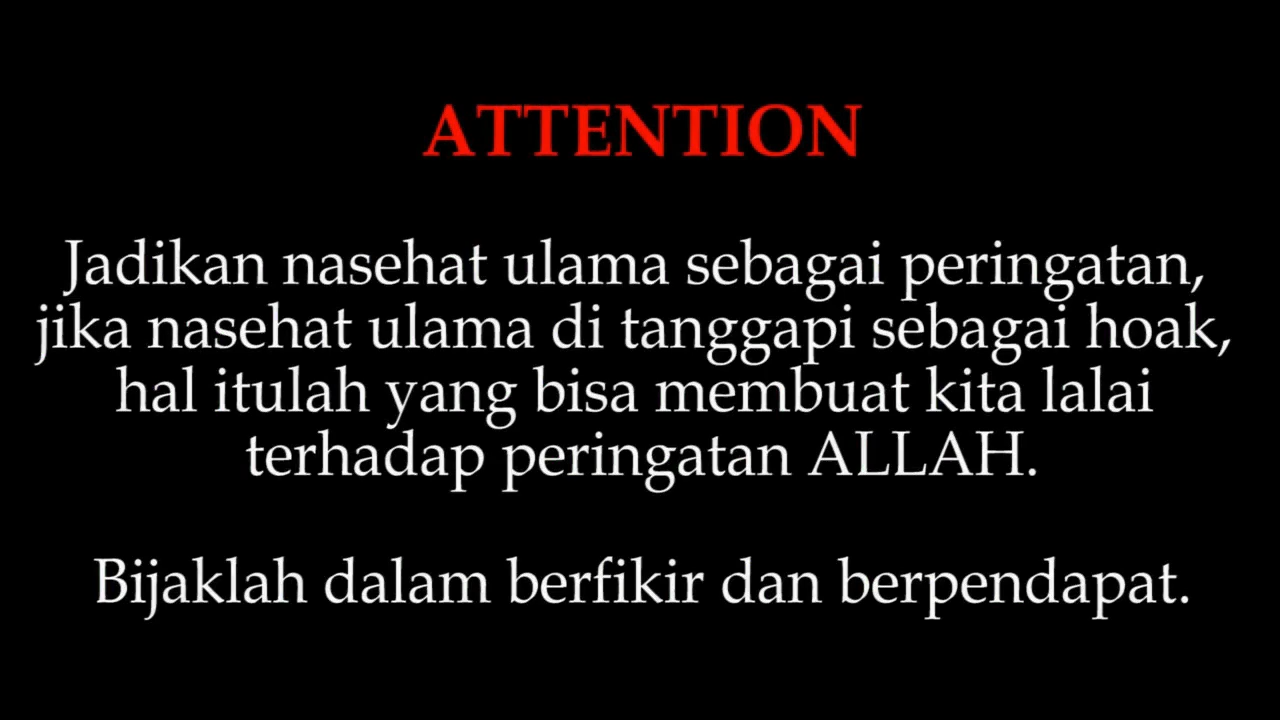 ATTENTION
Jadikan nasehat ulama sebagai peringatan,
jika nasehat ulama di tanggapi sebagai hoak,
hal itulah yang bisa membuat kita lalai
terhadap peringatan ALLAH.
Bijaklah dalam berfikir dan berpendapat.